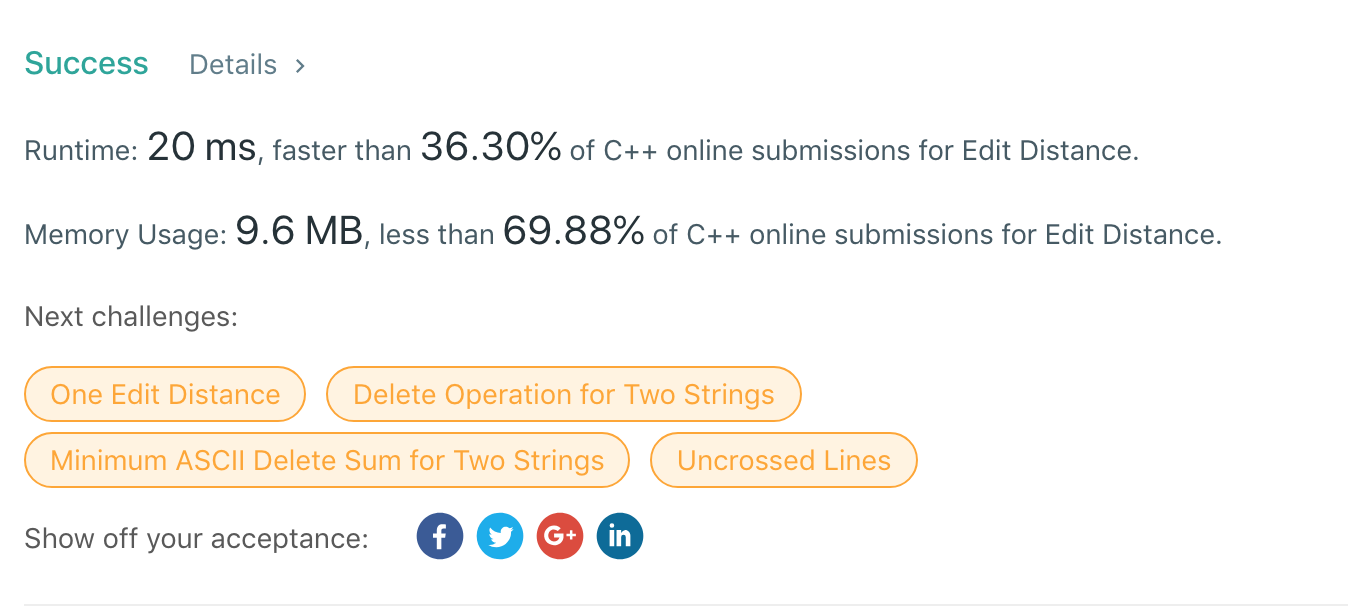 Success Details >
Runtime: 20 ms, faster than 36.30% of C++ online submissions for Edit Distance.
Memory Usage: 9.6 MB, less than 69.88% of C++ online submissions for Edit Distance.
Next challenges:
One Edit Distance Delete Operation for Two Strings
Minimum ASCII Delete Sum for Two Strings Uncrossed Lines
Show off your acceptance: f G+ in